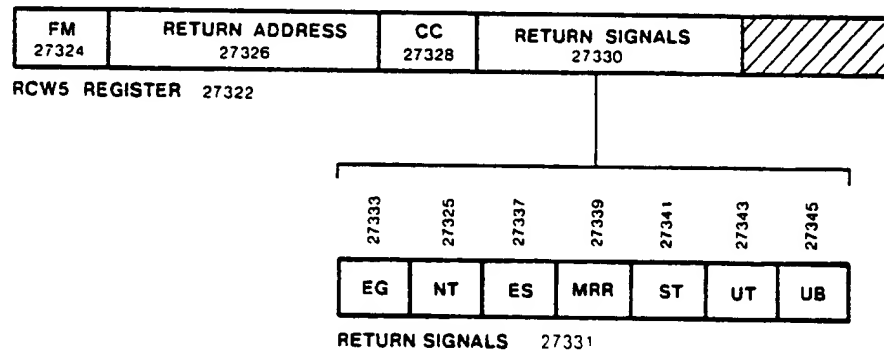 FM RETURN ADDRESS CC RETURN SIGNALS
27324 27326 27328 27330
RCWS REGISTER 27322
27333 27325 27337 27339 27341 27343 27345
EG NT ES MRR ST UT UB
RETURN SIGNALS 27331